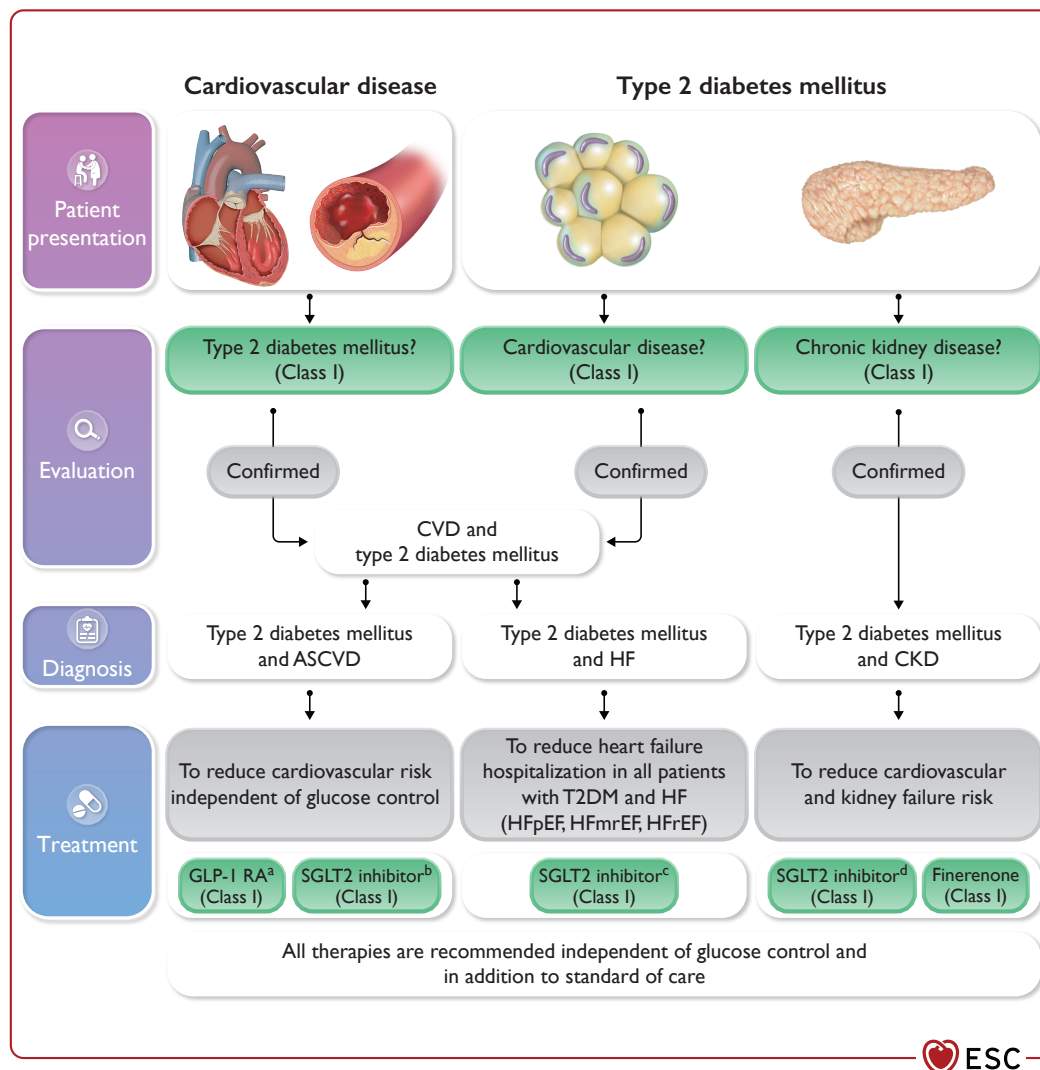 Cardiovascular disease
Type 2 diabetes mellitus
Patient
presentation
Type 2 diabetes mellitus?
(Class I)
Cardiovascular disease?
(Class I)
Chronic kidney disease?
(Class I)
Evaluation
Confirmed
Confirmed
Confirmed
CVD and
type 2 diabetes mellitus
Diagnosis
Type 2 diabetes mellitus
and ASCVD
Type 2 diabetes mellitus
and HF
Type 2 diabetes mellitus
and CKD
Treatment
To reduce cardiovascular risk
independent of glucose control
To reduce heart failure
hospitalization in all patients
with T2DM and HF
(HFpEF, HFmrEF, HFrEF)
To reduce cardiovascular
and kidney failure risk
GLP-1 RAᵃ
(Class I)
SGLT2 inhibitorᵇ
(Class I)
SGLT2 inhibitorᶜ
(Class I)
SGLT2 inhibitorᵈ
(Class I)
Finerenone
(Class I)
All therapies are recommended independent of glucose control and
in addition to standard of care
ESC